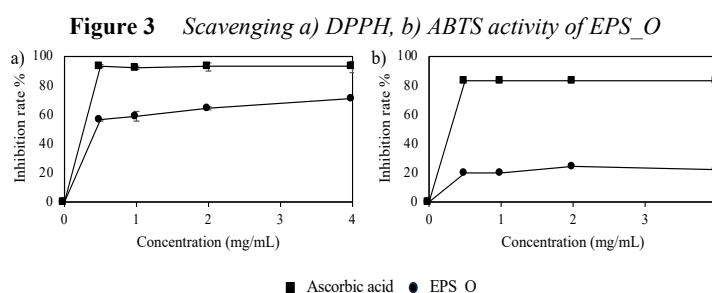 Figure 3 Scavenging a) DPPH, b) ABTS activity of EPS_O
a)
100
80
60
40
20
0
Inhibition rate %
0 1 2 3 4
Concentration (mg/mL)
b)
100
80
60
40
20
0
Inhibition rate %
0 1 2 3
Concentration (mg/mL)
Ascorbic acid EPS_O